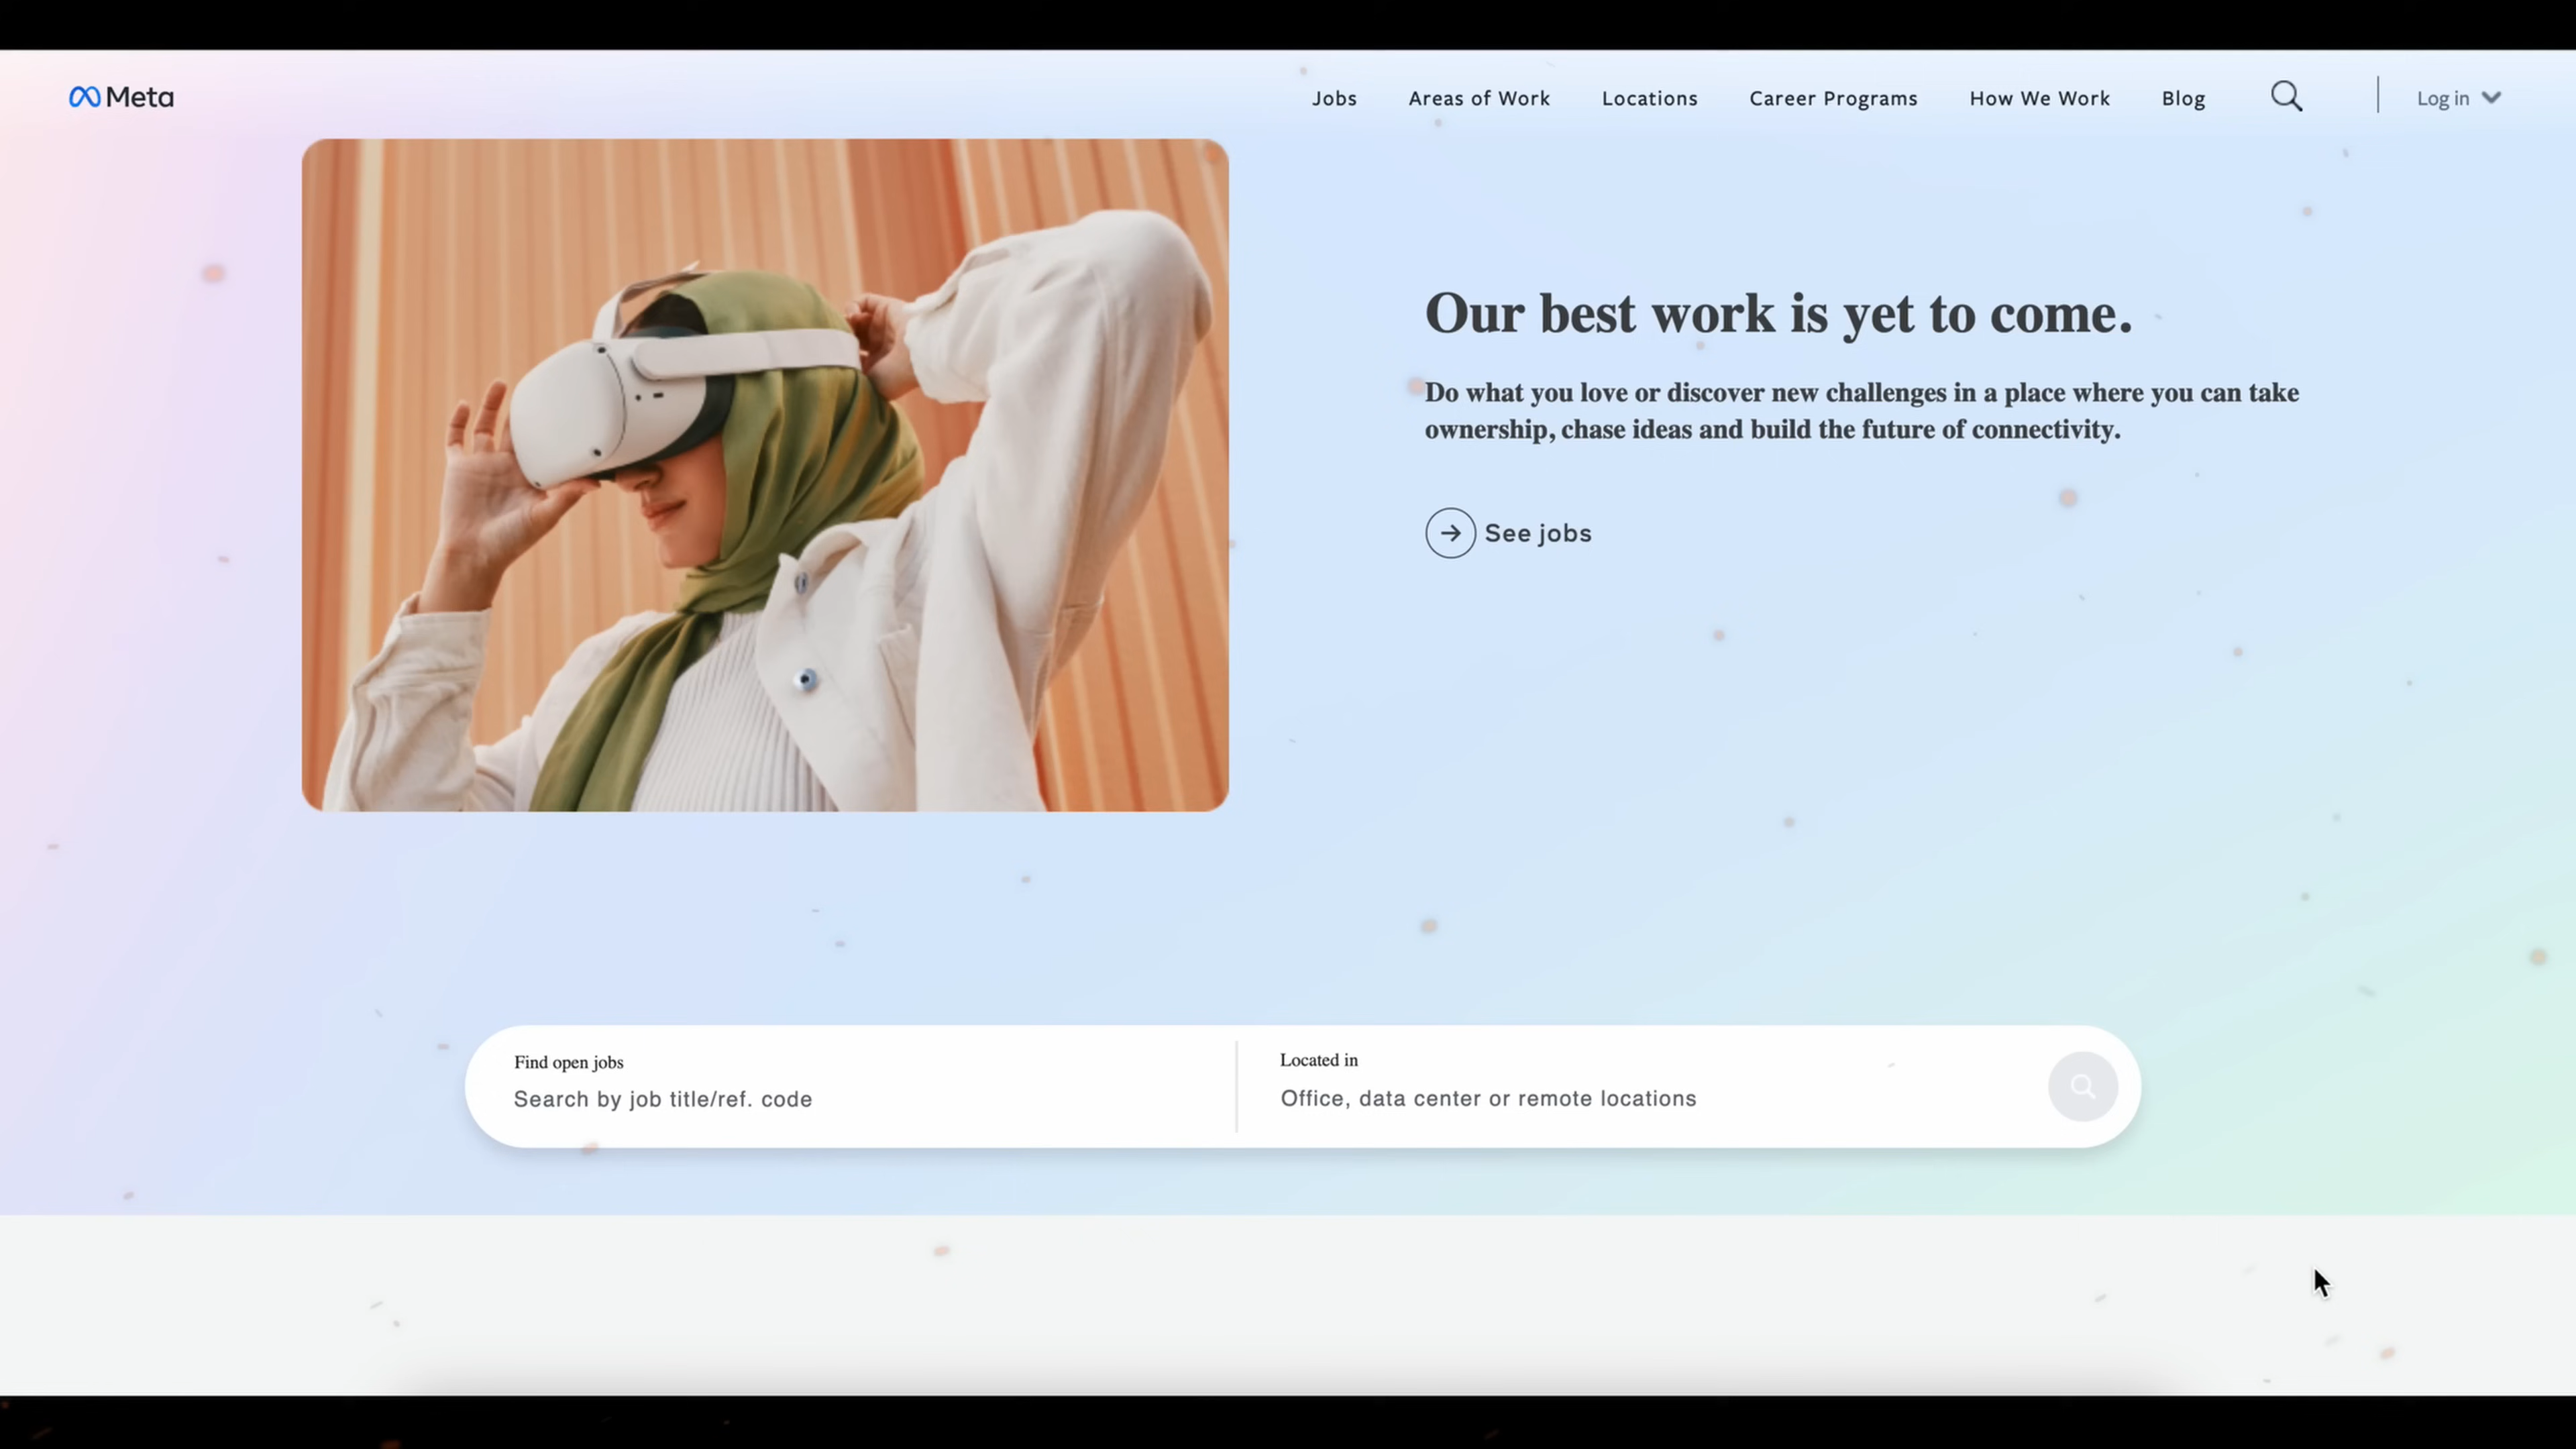 Meta
Jobs Areas of Work Locations Career Programs How We Work Blog Log in
Our best work is yet to come.
Do what you love or discover new challenges in a place where you can take
ownership, chase ideas and build the future of connectivity.
See jobs
Find open jobs
Search by job title/ref. code
Located in
Office, data center or remote locations